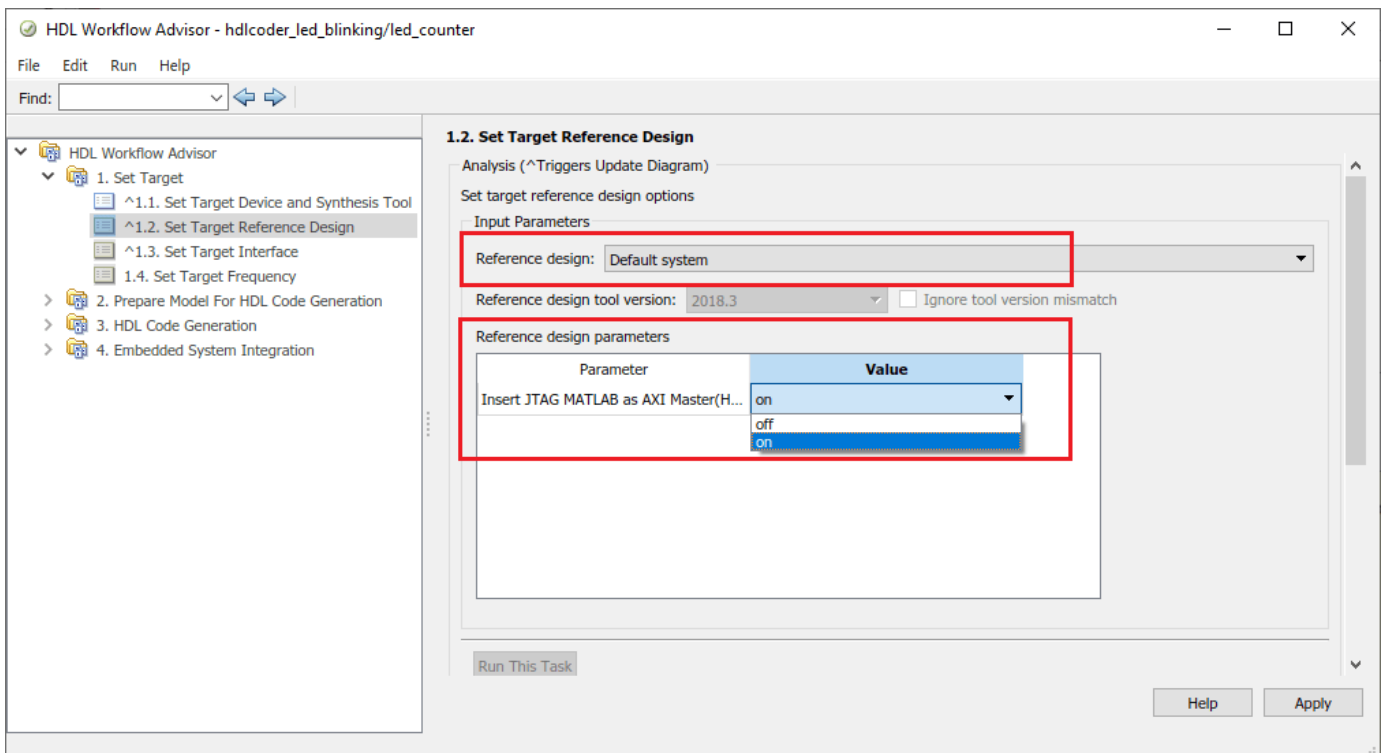 HDL Workflow Advisor - hdlcoder_led_blinking/led_counter
File Edit Run Help
Find:
HDL Workflow Advisor
1. Set Target
^1.1. Set Target Device and Synthesis Tool
^1.2. Set Target Reference Design
^1.3. Set Target Interface
1.4. Set Target Frequency
2. Prepare Model For HDL Code Generation
3. HDL Code Generation
4. Embedded System Integration
1.2. Set Target Reference Design
Analysis (^Triggers Update Diagram)
Set target reference design options
Input Parameters
Reference design: Default system
Reference design tool version: 2018.3 Ignore tool version mismatch
Reference design parameters
Parameter Value
Insert JTAG MATLAB as AXI Master(H... on
off
on
Run This Task
Help Apply